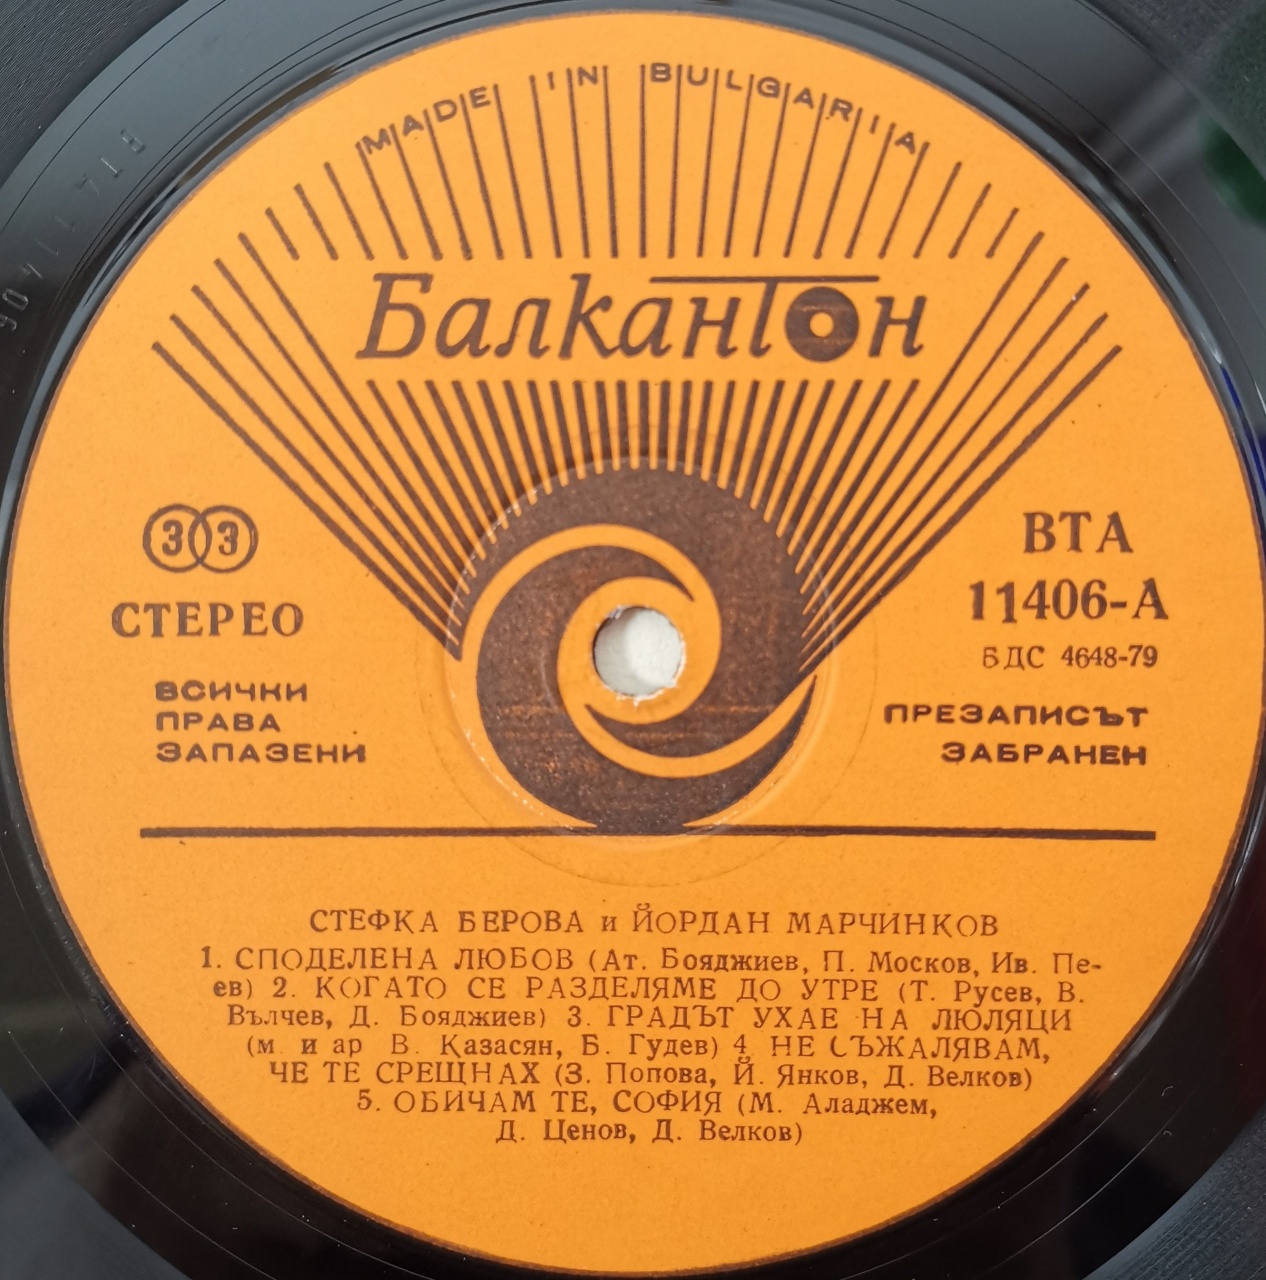 MADE IN BULGARIA
Балкантон
33
СТЕРЕО
ВСИЧКИ
ПРАВА
ЗАПАЗЕНИ
ВТА
11406-А
БДС 4648-79
ПРЕЗАПИСЪТ
ЗАБРАНЕН
СТЕФКА БЕРОВА и ЙОРДАН МАРЧИНКОВ
1. СПОДЕЛЕНА ЛЮБОВ (Ат. Бояджиев, П. Москов, Ив. Пе-
ев) 2. КОГАТО СЕ РАЗДЕЛЯМЕ ДО УТРЕ (Т. Русев, В.
Вълчев, Д. Бояджиев) 3. ГРАДЪТ УХАЕ НА ЛЮЛЯЦИ
(м. и ар В. Казасян, Б. Гудев) 4 НЕ СЪЖАЛЯВАМ,
ЧЕ ТЕ СРЕЩНАХ (З. Попова, Й. Янков, Д. Велков)
5. ОБИЧАМ ТЕ, СОФИЯ (М. Аладжем,
Д. Ценов, Д. Велков)